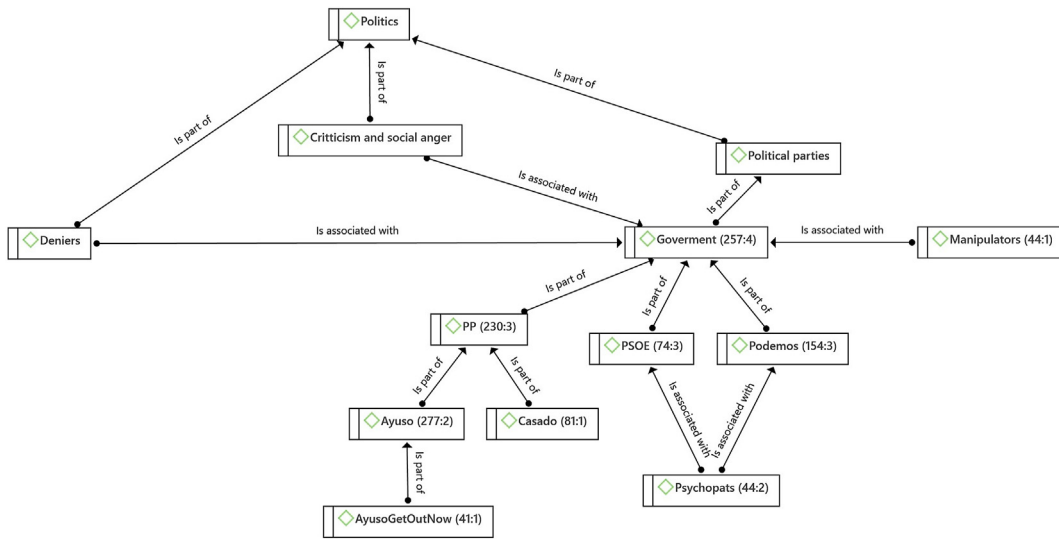 Politics
Is part of
Is part of
Is part of
Critticism and social anger
Political parties
Is associated with
Is part of
Deniers
Is associated with
Goverment (257:4)
Is associated with
Manipulators (44:1)
Is part of
Is part of
Is part of
PP (230:3)
PSOE (74:3)
Podemos (154:3)
Is part of
Is part of
Is associated with
Is associated with
Ayuso (277:2)
Casado (81:1)
Is part of
Psychopats (44:2)
AyusoGetOutNow (41:1)